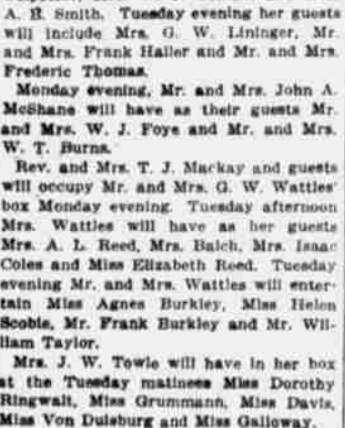 A. R. Smith. Tuesday evening her guests
will include Mrs. G. W. Lininger, Mr.
and Mrs. Frank Haller and Mr. and Mrs.
Frederic Thomas.
Monday evening, Mr. and Mrs. John A.
McShane will have as their guests Mr.
and Mrs. W. J. Foye and Mr. and Mrs.
W. T. Burns.
Rev. and Mrs. T. J. Mackay and guests
will occupy Mr. and Mrs. G. W. Wattles'
box Monday evening. Tuesday afternoon
Mrs. Wattles will have as her guests
Mrs. A. L. Reed, Mrs. Balch, Mrs. Isaac
Coles and Miss Elizabeth Reed. Tuesday
evening Mr. and Mrs. Wattles will enter-
tain Miss Agnes Burkley, Miss Helen
Scobie, Mr. Frank Burkley and Mr. Wil-
liam Taylor.
Mrs. J. W. Towle will have in her box
at the Tuesday matinees Miss Dorothy
Ringwalt, Miss Grummann, Miss Davis,
Miss Von Duisburg and Miss Galloway.